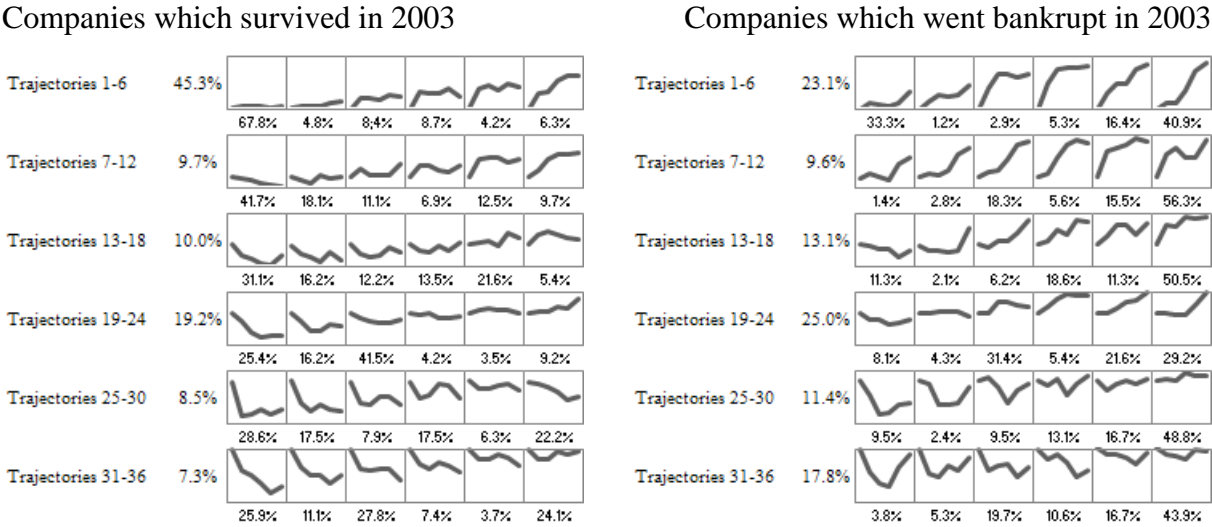 Companies which survived in 2003 Companies which went bankrupt in 2003
Trajectories 1-6 45.3% Trajectories 1-6 23.1%
67.8% 4.8% 8;4% 8.7% 4.2% 6.3% 33.3% 1.2% 2.9% 5.3% 16.4% 40.9%
Trajectories 7-12 9.7% Trajectories 7-12 9.6%
41.7% 18.1% 11.1% 6.9% 12.5% 9.7% 1.4% 2.8% 18.3% 5.6% 15.5% 56.3%
Trajectories 13-18 10.0% Trajectories 13-18 13.1%
31.1% 16.2% 12.2% 13.5% 21.6% 5.4% 11.3% 2.1% 6.2% 18.6% 11.3% 50.5%
Trajectories 19-24 19.2% Trajectories 19-24 25.0%
25.4% 16.2% 41.5% 4.2% 3.5% 9.2% 8.1% 4.3% 31.4% 5.4% 21.6% 29.2%
Trajectories 25-30 8.5% Trajectories 25-30 11.4%
28.6% 17.5% 7.9% 17.5% 6.3% 22.2% 9.5% 2.4% 9.5% 13.1% 16.7% 48.8%
Trajectories 31-36 7.3% Trajectories 31-36 17.8%
25.9% 11.1% 27.8% 7.4% 3.7% 24.1% 3.8% 5.3% 19.7% 10.6% 16.7% 43.9%